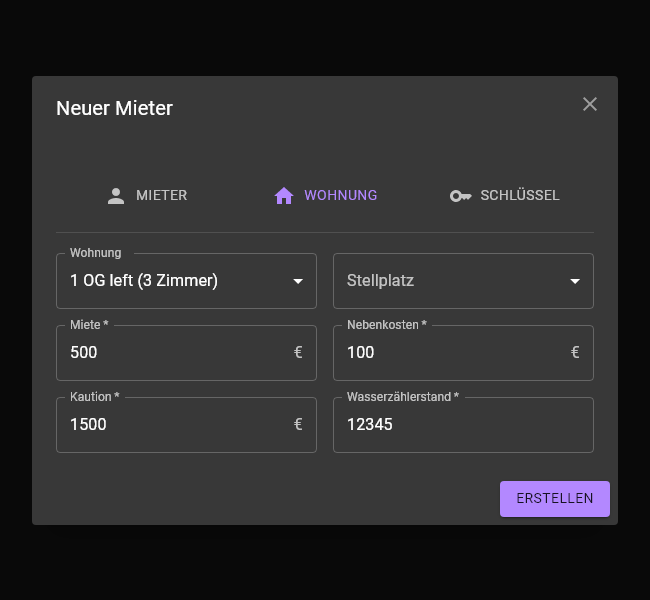 Neuer Mieter
MIETER WOHNUNG SCHLÜSSEL
Wohnung
1 OG left (3 Zimmer) Stellplatz
Miete * Nebenkosten *
500 € 100 €
Kaution * Wasserzählerstand *
1500 € 12345
ERSTELLEN